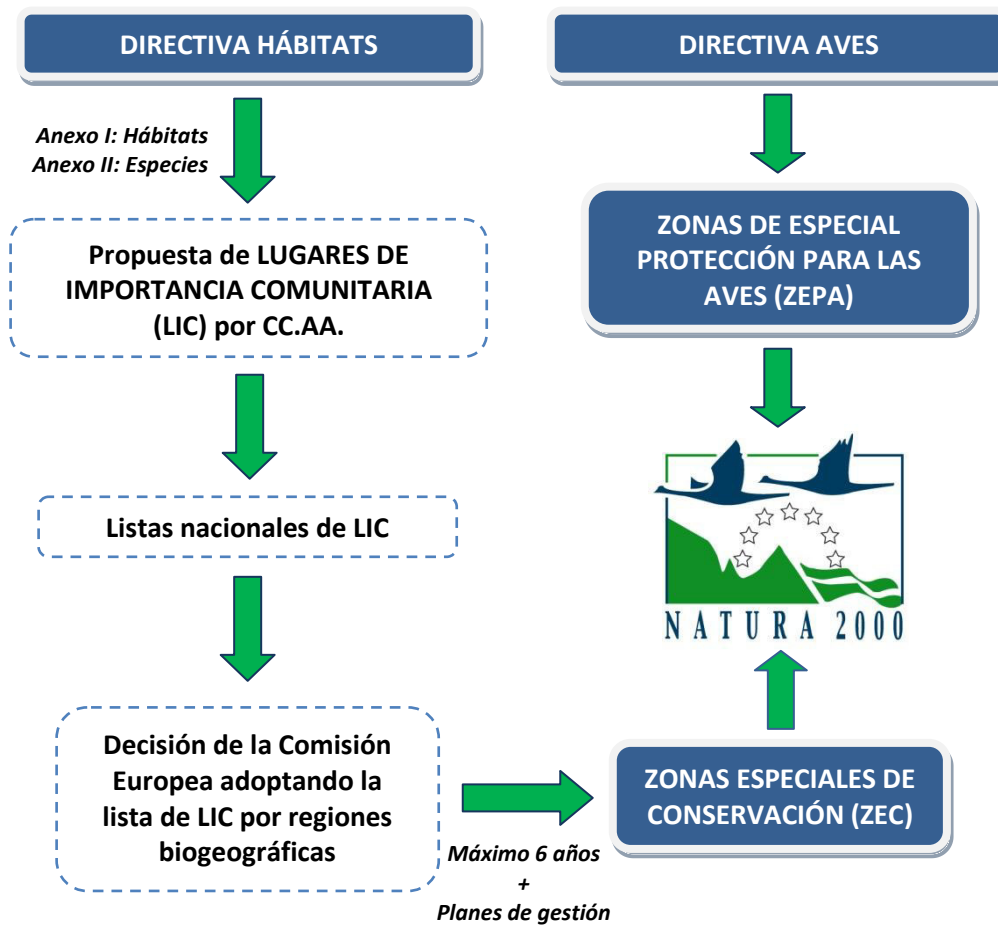 DIRECTIVA HÁBITATS
DIRECTIVA AVES
Anexo I: Hábitats
Anexo II: Especies
Propuesta de LUGARES DE
IMPORTANCIA COMUNITARIA
(LIC) por CC.AA.
ZONAS DE ESPECIAL
PROTECCIÓN PARA LAS
AVES (ZEPA)
Listas nacionales de LIC
NATURA 2000
Decisión de la Comisión
Europea adoptando la
lista de LIC por regiones
biogeográficas
Máximo 6 años
+
Planes de gestión
ZONAS ESPECIALES DE
CONSERVACIÓN (ZEC)